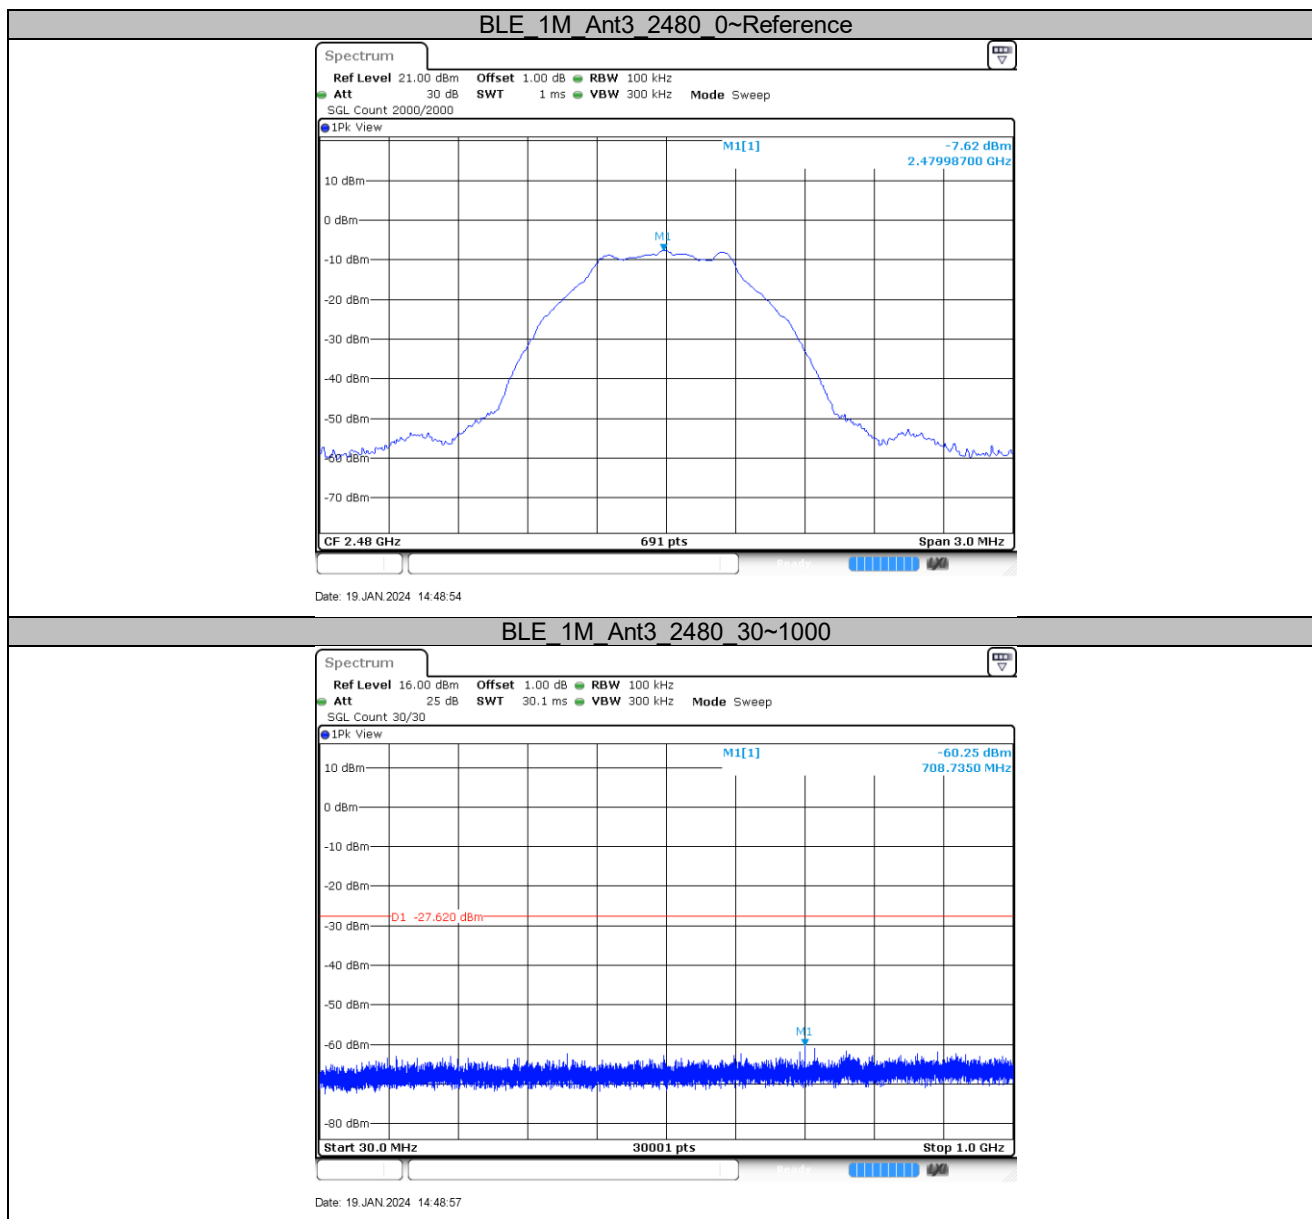 BLE_1M_Ant3_2480_0~Reference
Spectrum
Ref Level 21.00 dBm Offset 1.00 dB RBW 100 kHz
Att 30 dB SWT 1 ms VBW 300 kHz Mode Sweep
SGL Count 2000/2000
1Pk View
M1[1] -7.62 dBm
2.47998700 GHz
10 dBm
0 dBm
M1
-10 dBm
-20 dBm
-30 dBm
-40 dBm
-50 dBm
-60 dBm
-70 dBm
CF 2.48 GHz 691 pts Span 3.0 MHz
Ready LXI
Date: 19.JAN.2024 14:48:54
BLE_1M_Ant3_2480_30~1000
Spectrum
Ref Level 16.00 dBm Offset 1.00 dB RBW 100 kHz
Att 25 dB SWT 30.1 ms VBW 300 kHz Mode Sweep
SGL Count 30/30
1Pk View
M1[1] -60.25 dBm
708.7350 MHz
10 dBm
0 dBm
-10 dBm
-20 dBm
D1 -27.620 dBm
-30 dBm
-40 dBm
-50 dBm
M1
-60 dBm
-80 dBm
Start 30.0 MHz 30001 pts Stop 1.0 GHz
Ready LXI
Date: 19.JAN.2024 14:48:57